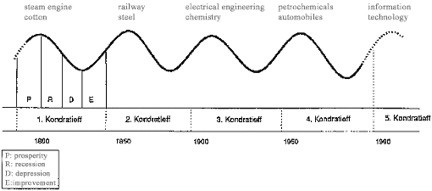 steam engine railway electrical engineering petrochemicals information
cotton steel chemistry automobiles technology
P R D E
1. Kondratieff 2. Kondratieff 3. Kondratieff 4. Kondratieff 5. Kondratieff
1800 1850 1900 1950
P: prosperity
R: recession
D: depression
E:improvement